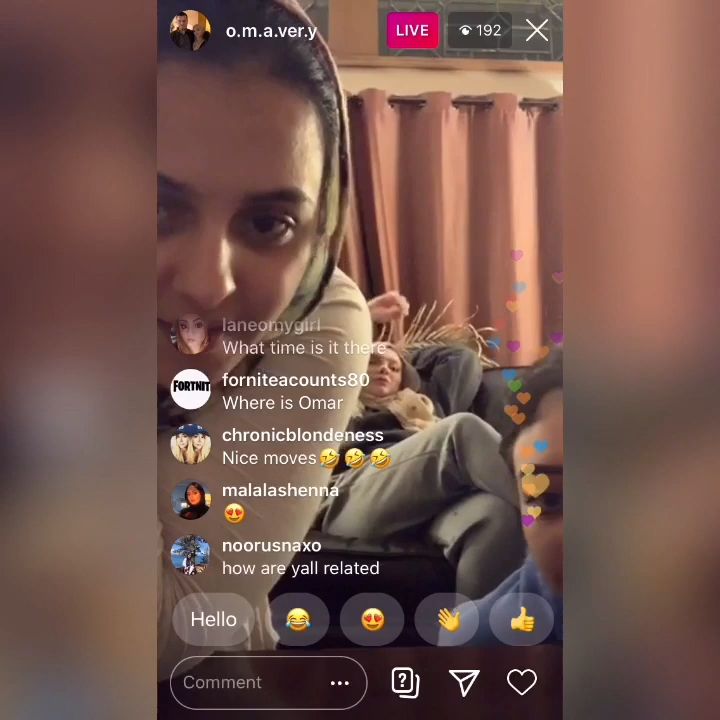 o.m.a.ver.y
LIVE
192
laneomygirl
What time is it there
FORTNIT
forniteacounts80
Where is Omar
chronicblondeness
Nice moves🤣🤣🤣
malalashenna
😍
noorusnaxo
how are yall related
Hello 😂 😍 👋 👍
Comment ...